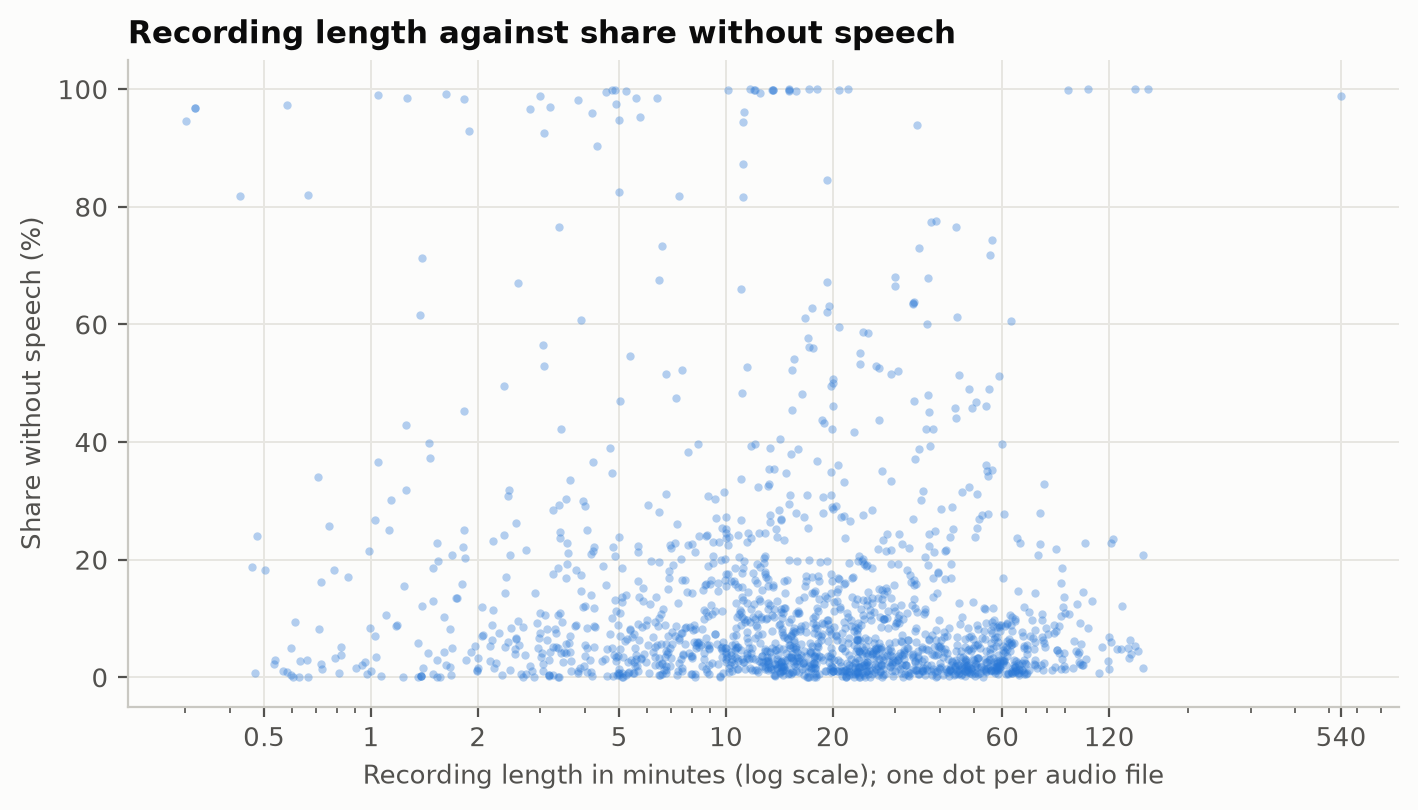 Recording length against share without speech
Share without speech (%)
100
80
60
40
20
0
0.5 1 2 5 10 20 60 120 540
Recording length in minutes (log scale); one dot per audio file